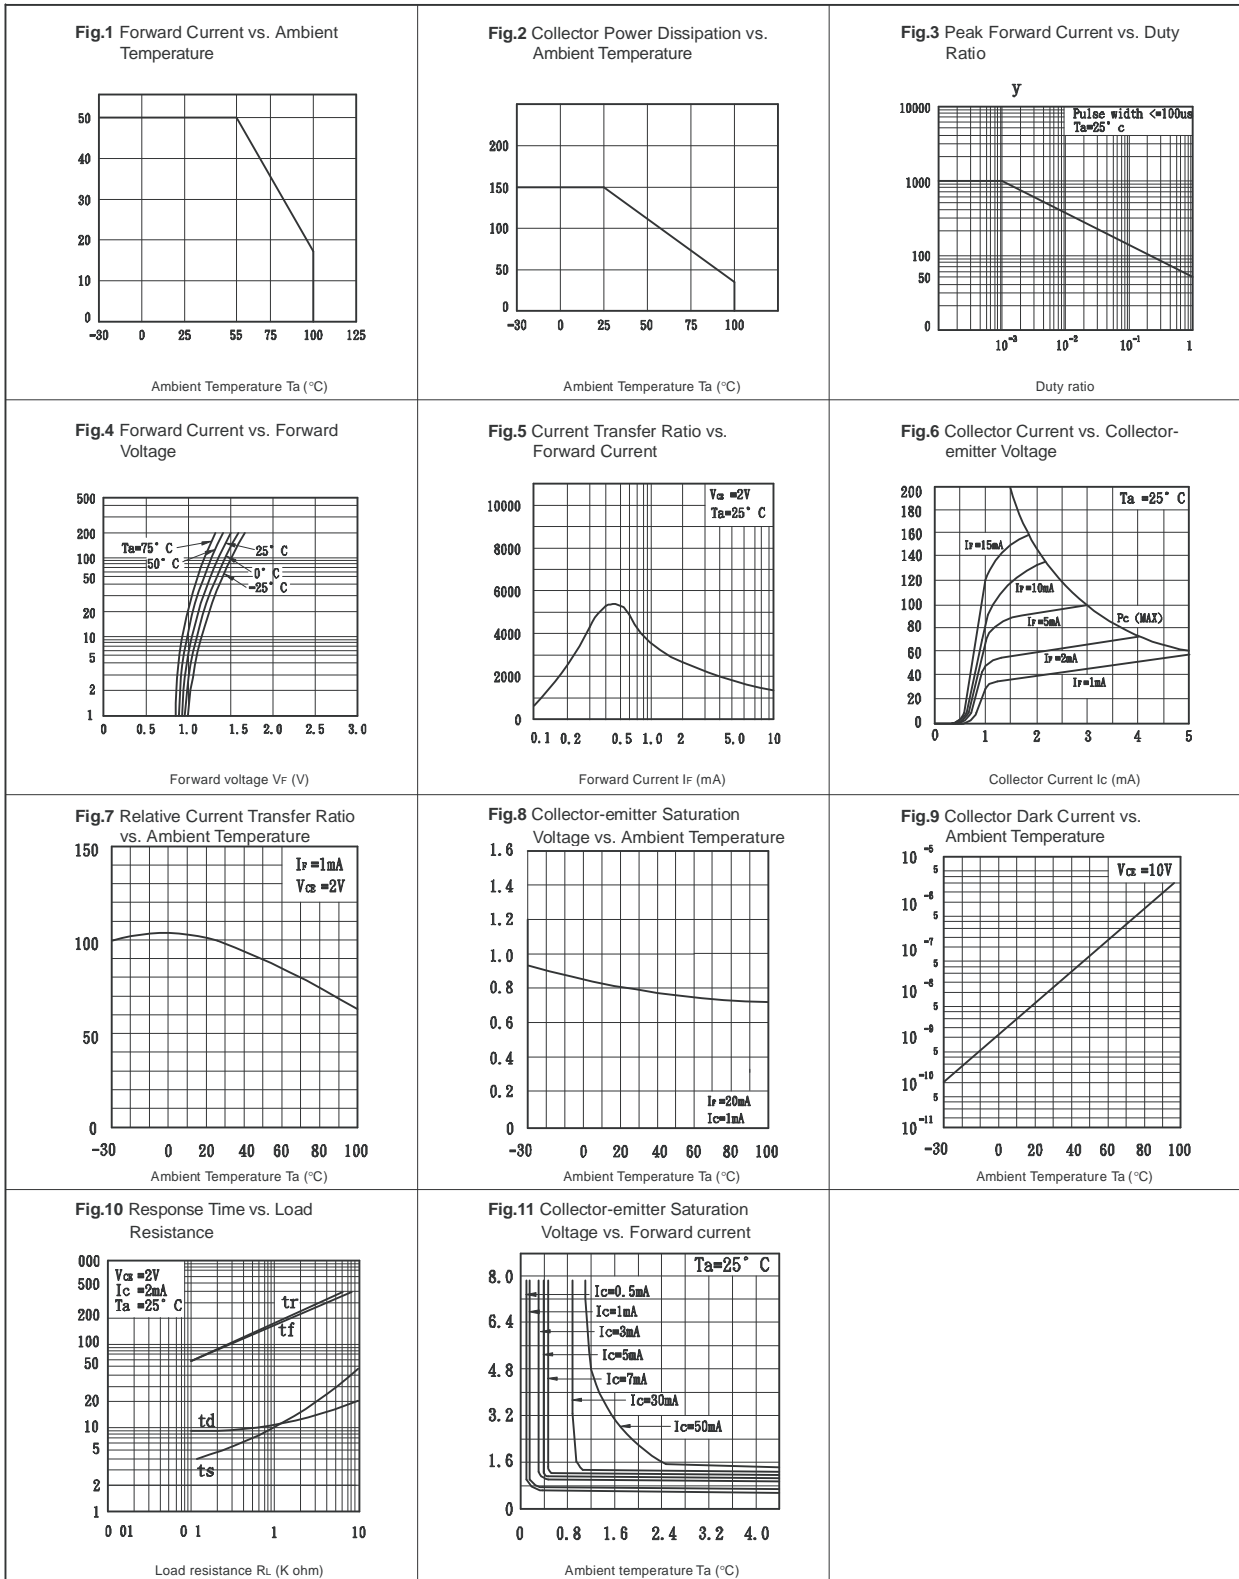 Fig.1 Forward Current vs. Ambient
Temperature
50
40
30
20
10
0
-30 0 25 55 75 100 125
Ambient Temperature Ta (°C)
Fig.2 Collector Power Dissipation vs.
Ambient Temperature
200
150
100
50
0
-30 0 25 50 75 100
Ambient Temperature Ta (°C)
Fig.3 Peak Forward Current vs. Duty
Ratio
y
Pulse width <=100us
Ta=25° c
10000
1000
100
50
0
10⁻³ 10⁻² 10⁻¹ 1
Duty ratio
Fig.4 Forward Current vs. Forward
Voltage
500
200
100
50
20
10
5
2
1
Ta=75° C
50° C
25° C
0° C
-25° C
0 0.5 1.0 1.5 2.0 3.0
Forward voltage VF (V)
Fig.5 Current Transfer Ratio vs.
Forward Current
VCE =2V
Ta=25° C
10000
8000
6000
4000
2000
0
0.1 0.2 0.5 1.0 2 5.0 10
Forward Current IF (mA)
Fig.6 Collector Current vs. Collector-
emitter Voltage
Ta =25° C
200
180
160
140
120
100
80
60
40
20
0
IF=15mA
IF=10mA
IF=5mA
Pc (MAX)
IF=2mA
IF=1mA
0 1 2 3 4 5
Collector Current Ic (mA)
Fig.7 Relative Current Transfer Ratio
vs. Ambient Temperature
IF =1mA
VCE =2V
150
100
50
0
-30 0 20 40 60 80 100
Ambient Temperature Ta (°C)
Fig.8 Collector-emitter Saturation
Voltage vs. Ambient Temperature
1.6
1.4
1.2
1.0
0.8
0.6
0.4
0.2
0
IF =20mA
Ic=1mA
-30 0 20 40 60 80 100
Ambient Temperature Ta (°C)
Fig.9 Collector Dark Current vs.
Ambient Temperature
VCE =10V
10⁻⁵
5
10⁻⁶
5
10⁻⁷
5
10⁻⁸
5
10⁻⁹
5
10⁻¹⁰
5
10⁻¹¹
-30 0 20 40 60 80 100
Ambient Temperature Ta (°C)
Fig.10 Response Time vs. Load
Resistance
VCE =2V
Ic =2mA
Ta =25° C
000
500
200
100
50
20
10
5
2
1
tr
tf
td
ts
0 01 0 1 1 10
Load resistance RL (K ohm)
Fig.11 Collector-emitter Saturation
Voltage vs. Forward current
Ta=25° C
8.0
6.4
4.8
3.2
1.6
0
Ic=0.5mA
Ic=1mA
Ic=3mA
Ic=5mA
Ic=7mA
Ic=30mA
Ic=50mA
0 0.8 1.6 2.4 3.2 4.0
Ambient temperature Ta (°C)